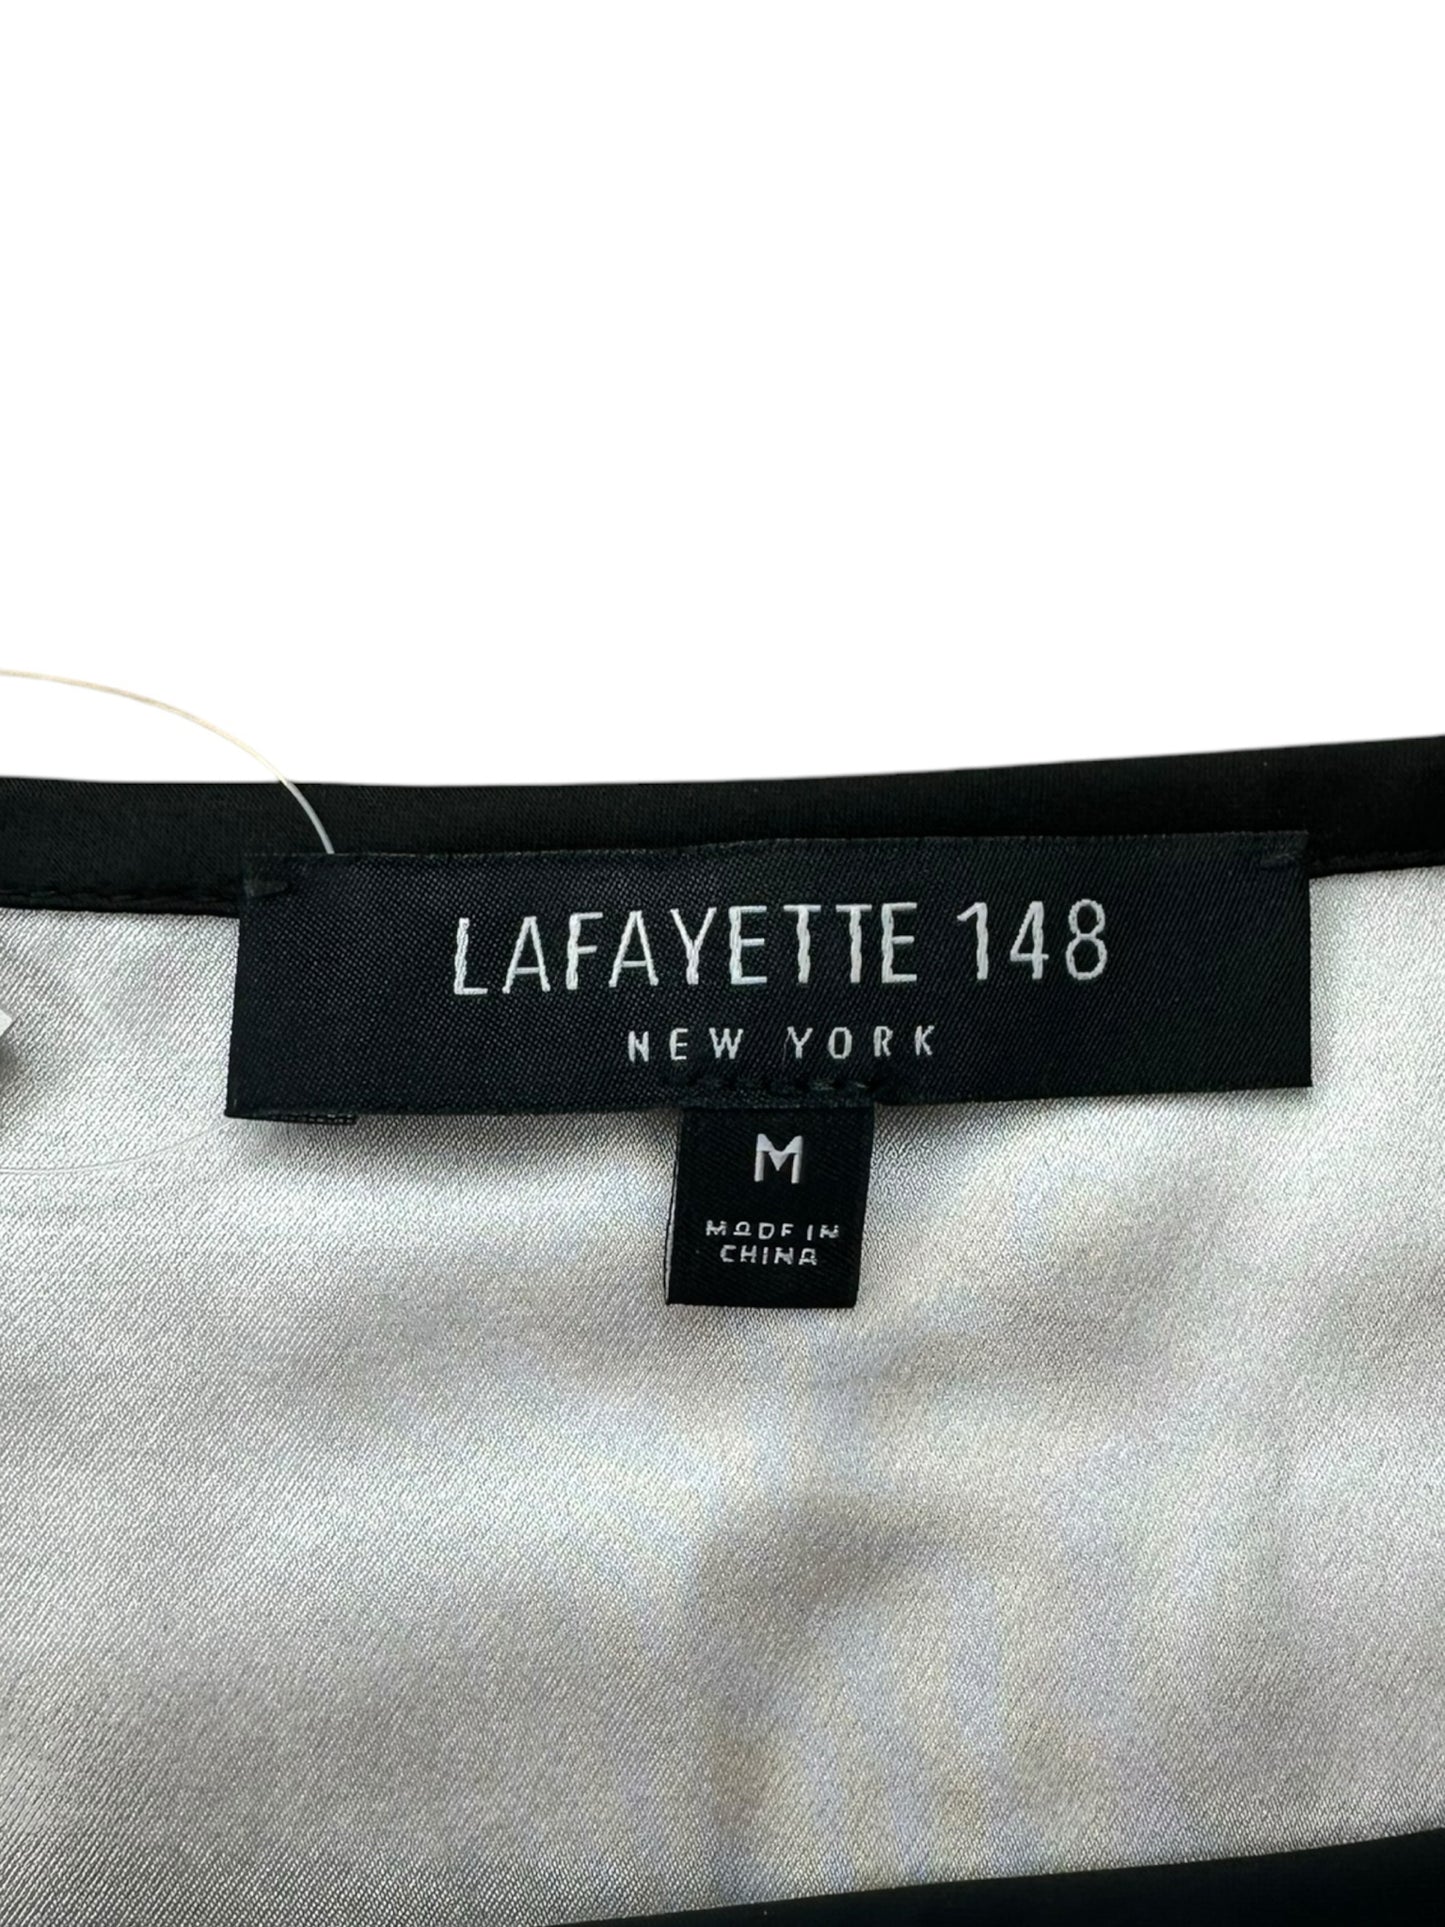 LAFAYETTE 148
NEW YORK
M
MADE IN
CHINA